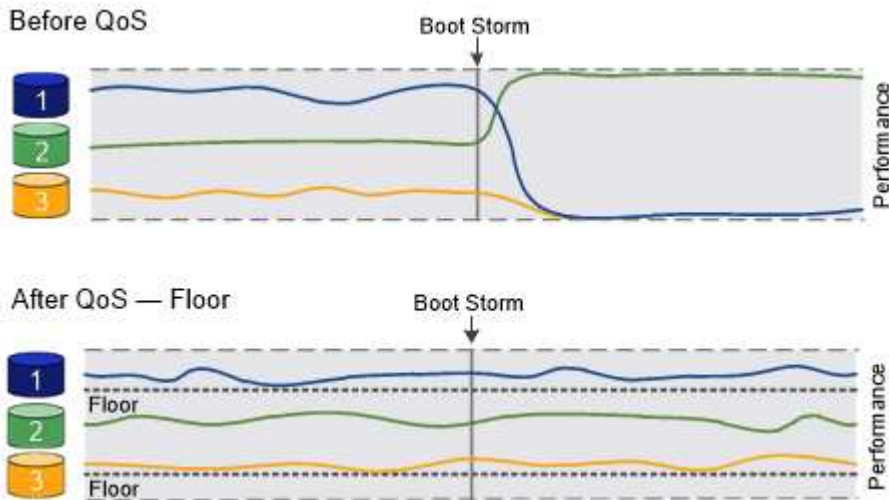 Before QoS
Boot Storm
1
2
3
Performance
After QoS — Floor
Boot Storm
1
Floor
2
3
Floor
Performance